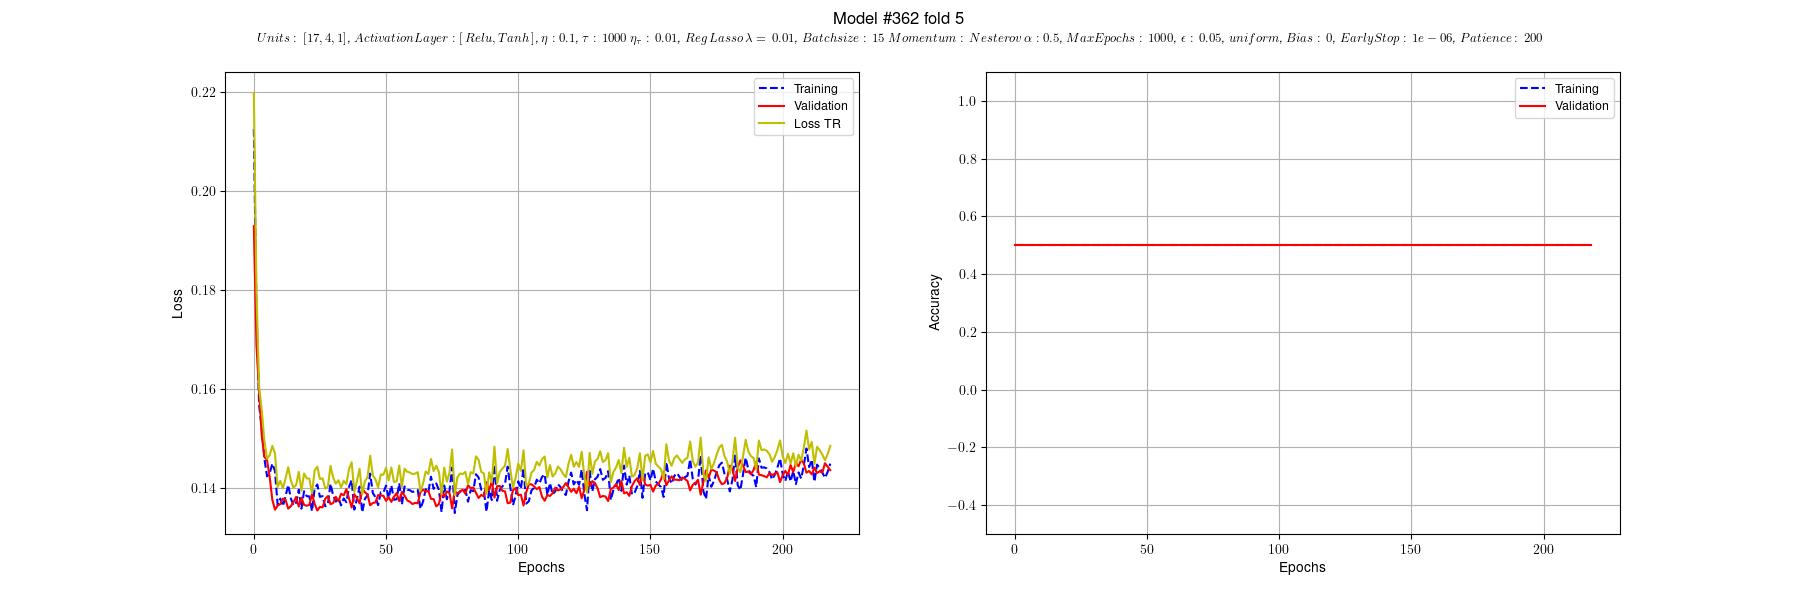 Model #362 fold 5
Units : [17, 4, 1], ActivationLayer : [ Relu, Tanh ], η : 0.1, τ : 1000 η_τ : 0.01, Reg Lasso λ = 0.01, Batchsize : 15 Momentum : Nesterov α : 0.5, MaxEpochs : 1000, ϵ : 0.05, uniform, Bias : 0, EarlyStop : 1e − 06, Patience : 200
Training
Validation
Loss TR
0.22
0.20
0.18
0.16
0.14
Loss
0 50 100 150 200
Epochs
Training
Validation
1.0
0.8
0.6
0.4
0.2
0.0
−0.2
−0.4
Accuracy
0 50 100 150 200
Epochs